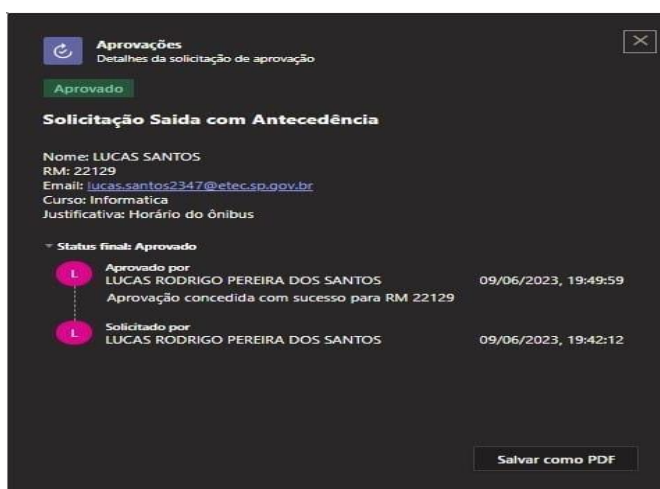 Aprovações
Detalhes da solicitação de aprovação
Aprovado
Solicitação Saida com Antecedência
Nome: LUCAS SANTOS
RM: 22129
Email: lucas.santos2347@etec.sp.gov.br
Curso: Informatica
Justificativa: Horário do ônibus
Status final: Aprovado
L
Aprovado por
LUCAS RODRIGO PEREIRA DOS SANTOS 09/06/2023, 19:49:59
Aprovação concedida com sucesso para RM 22129
L
Solicitado por
LUCAS RODRIGO PEREIRA DOS SANTOS 09/06/2023, 19:42:12
Salvar como PDF